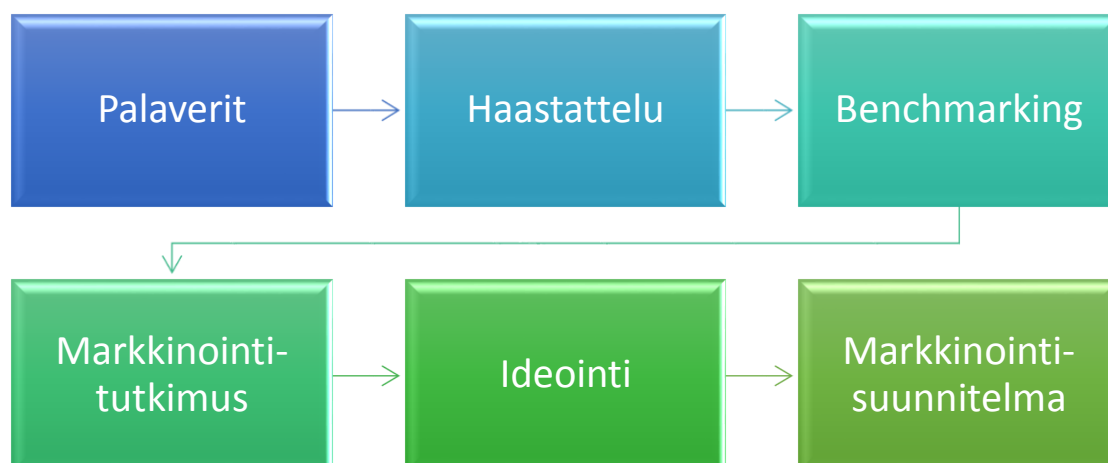 Palaverit
Haastattelu
Benchmarking
Markkinointi-
tutkimus
Ideointi
Markkinointi-
suunnitelma